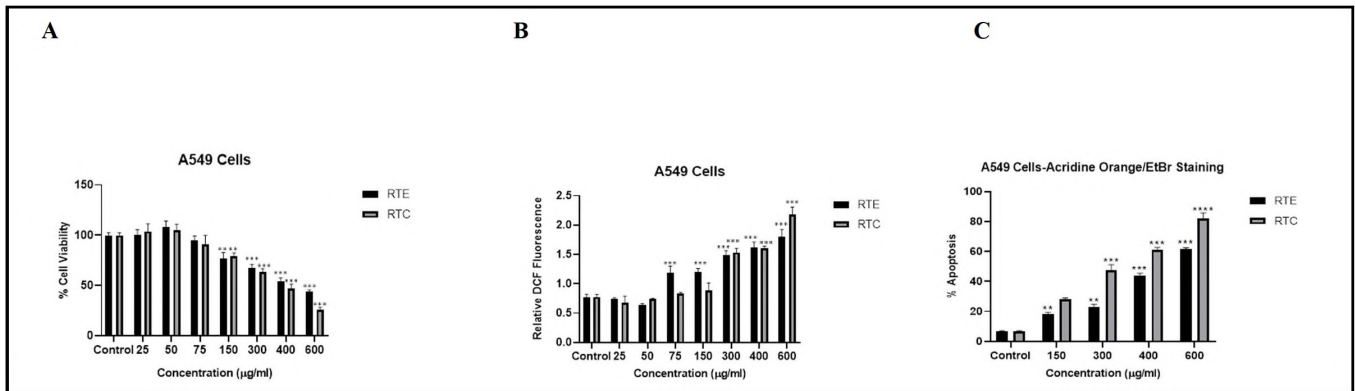 A
B
C
A549 Cells
150
100
50
0
% Cell Viability
RTE
RTC
*** ***
*** ***
*** ***
*** ***
Control 25 50 75 150 300 400 600
Concentration (µg/ml)
A549 Cells
2.5
2.0
1.5
1.0
0.5
0.0
Relative DCF Fluorescence
RTE
RTC
***
***
*** ***
*** ***
*** ***
Control 25 50 75 150 300 400 600
Concentration (µg/ml)
A549 Cells-Acridine Orange/EtBr Staining
100
80
60
40
20
0
% Apoptosis
RTE
RTC
**
** ***
*** ***
*** ****
Control 150 300 400 600
Concentration (µg/ml)